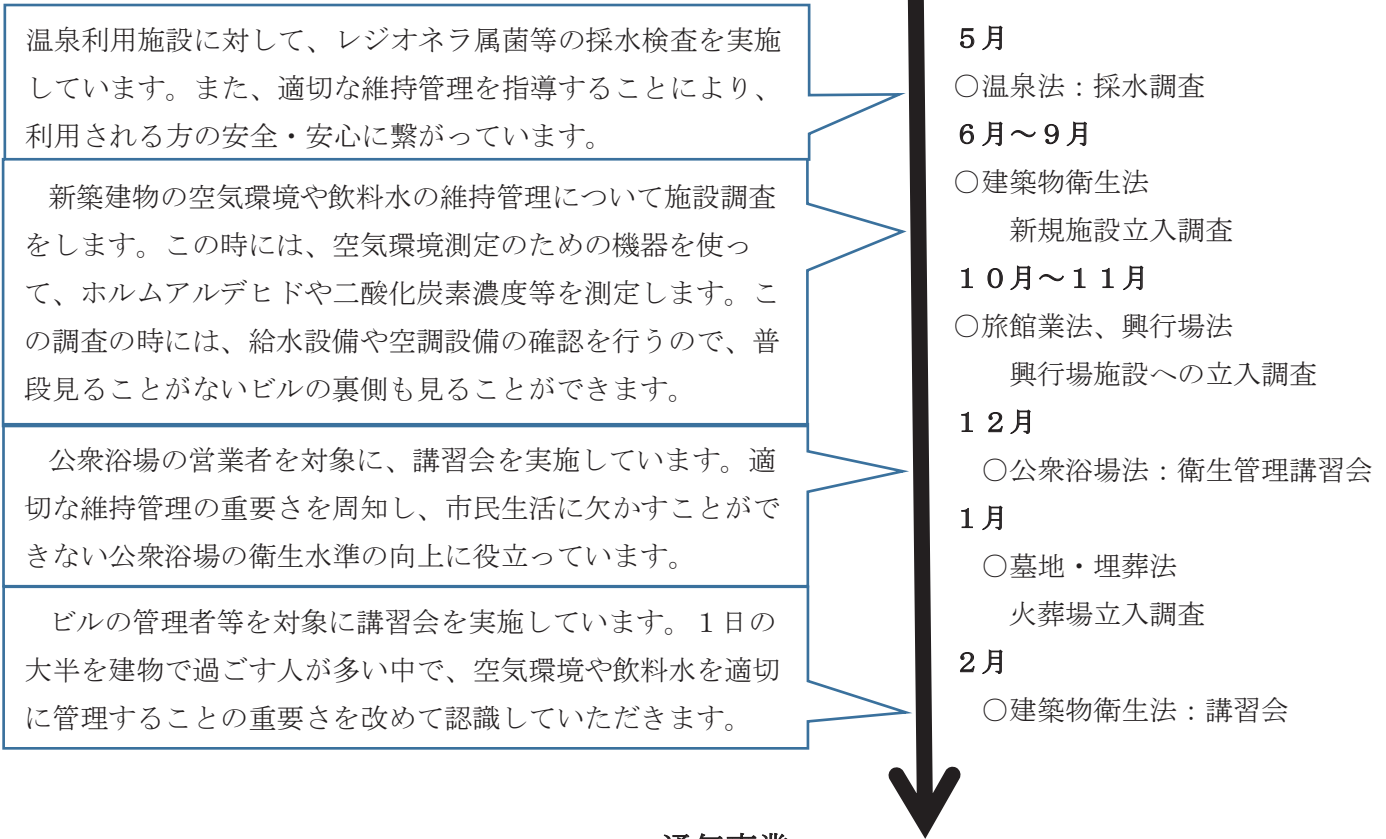 温泉利用施設に対して、レジオネラ属菌等の採水検査を実施
しています。また、適切な維持管理を指導することにより、
利用される方の安全・安心に繋がっています。
新築建物の空気環境や飲料水の維持管理について施設調査
をします。この時には、空気環境測定のための機器を使っ
て、ホルムアルデヒドや二酸化炭素濃度等を測定します。こ
の調査の時には、給水設備や空調設備の確認を行うので、普
段見ることがないビルの裏側も見ることができます。
公衆浴場の営業者を対象に、講習会を実施しています。適
切な維持管理の重要さを周知し、市民生活に欠かすことがで
きない公衆浴場の衛生水準の向上に役立っています。
ビルの管理者等を対象に講習会を実施しています。１日の
大半を建物で過ごす人が多い中で、空気環境や飲料水を適切
に管理することの重要さを改めて認識していただきます。
５月
○温泉法：採水調査
６月～９月
○建築物衛生法
新規施設立入調査
１０月～１１月
○旅館業法、興行場法
興行場施設への立入調査
１２月
○公衆浴場法：衛生管理講習会
１月
○墓地・埋葬法
火葬場立入調査
２月
○建築物衛生法：講習会